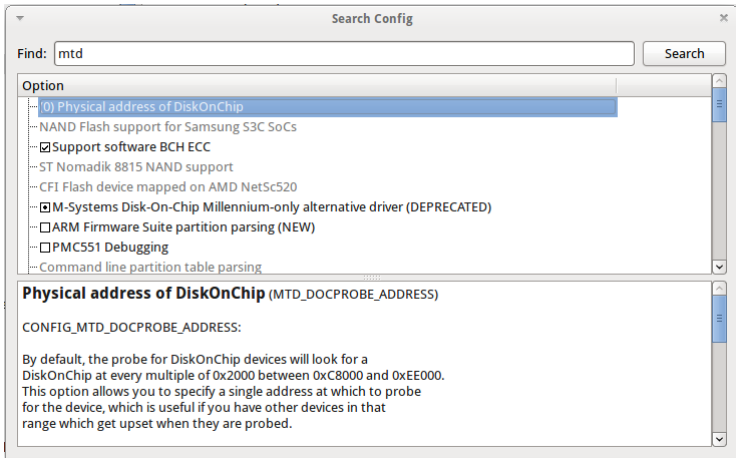 Search Config
Find: mtd Search
Option
(0) Physical address of DiskOnChip
NAND Flash support for Samsung S3C SoCs
Support software BCH ECC
ST Nomadik 8815 NAND support
CFI Flash device mapped on AMD NetSc520
M-Systems Disk-On-Chip Millennium-only alternative driver (DEPRECATED)
ARM Firmware Suite partition parsing (NEW)
PMC551 Debugging
Command line partition table parsing
Physical address of DiskOnChip (MTD_DOCPROBE_ADDRESS)
CONFIG_MTD_DOCPROBE_ADDRESS:
By default, the probe for DiskOnChip devices will look for a
DiskOnChip at every multiple of 0x2000 between 0xC8000 and 0xEE000.
This option allows you to specify a single address at which to probe
for the device, which is useful if you have other devices in that
range which get upset when they are probed.